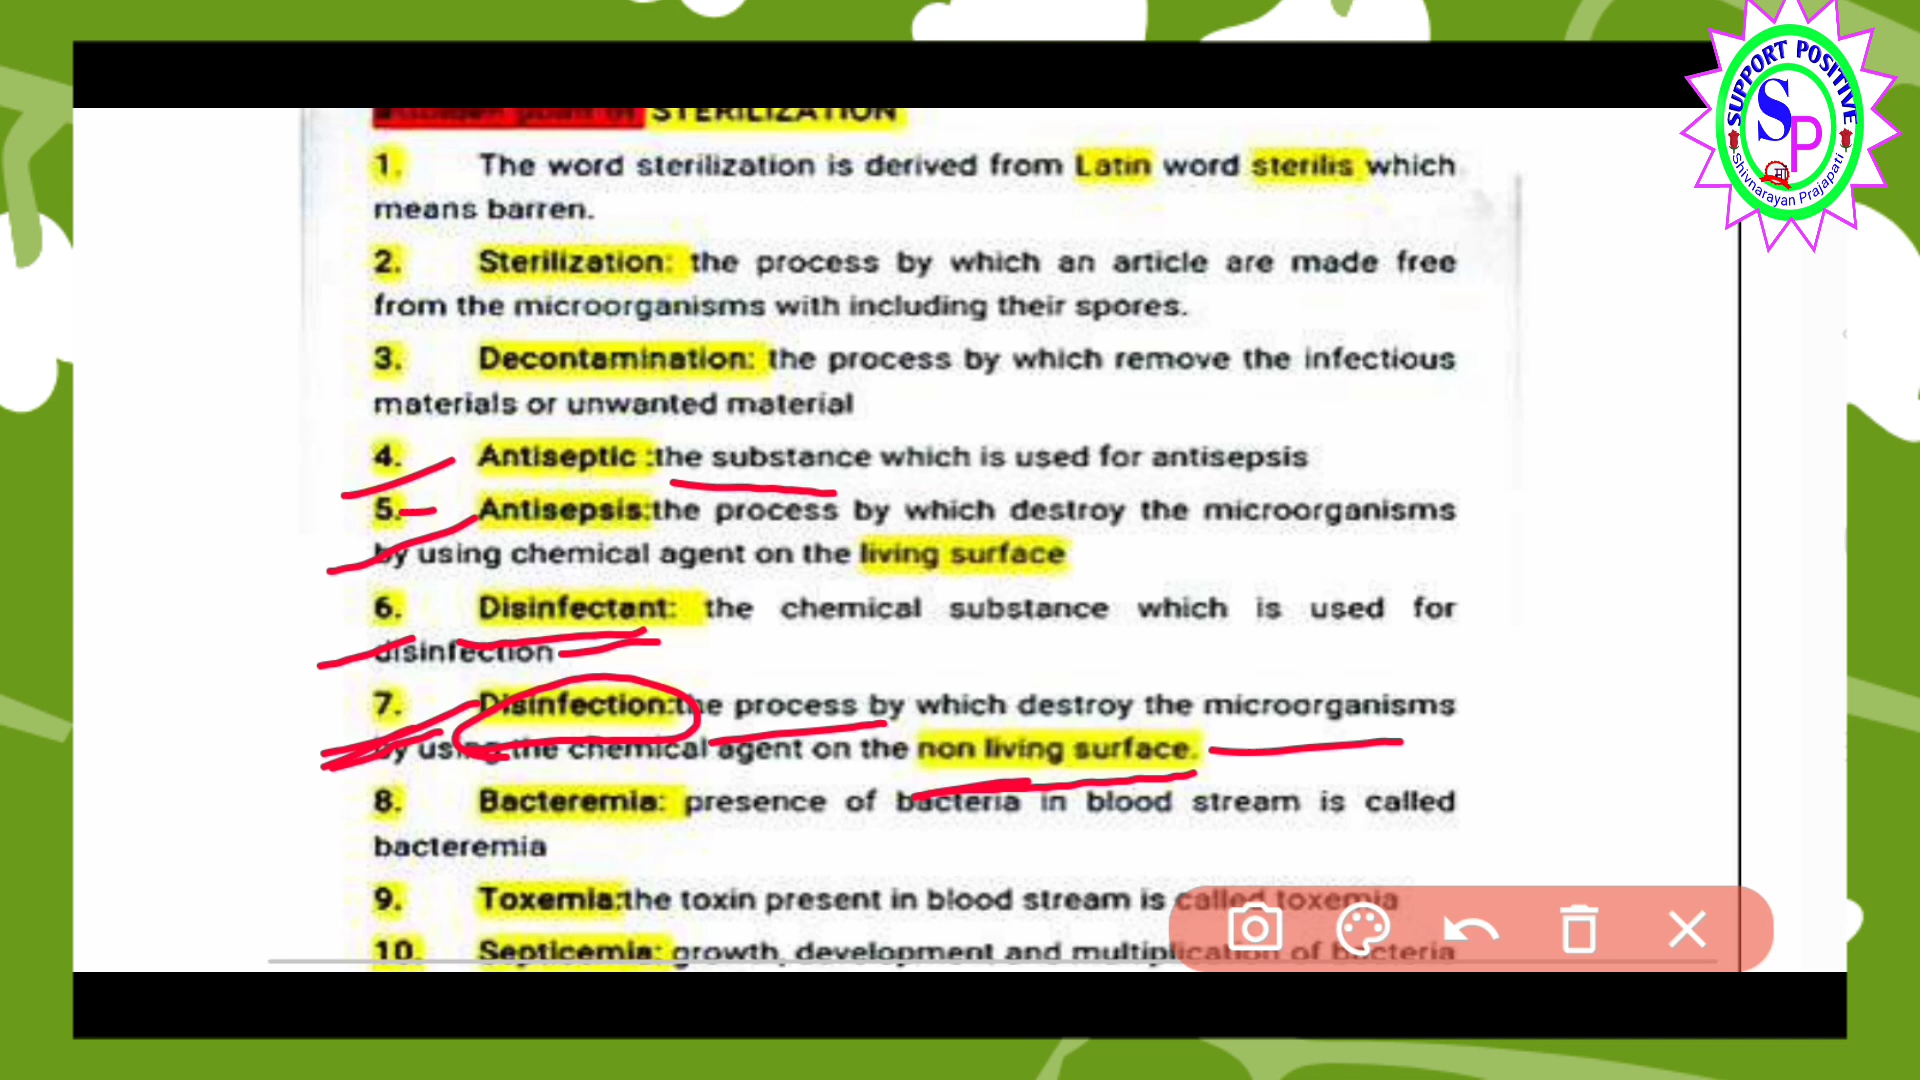 STERILIZATION
1. The word sterilization is derived from Latin word sterilis which
means barren.
2. Sterilization: the process by which an article are made free
from the microorganisms with including their spores.
3. Decontamination: the process by which remove the infectious
materials or unwanted material
4. Antiseptic :the substance which is used for antisepsis
5. Antisepsis:the process by which destroy the microorganisms
by using chemical agent on the living surface
6. Disinfectant: the chemical substance which is used for
disinfection
7. Disinfection:the process by which destroy the microorganisms
by using the chemical agent on the non living surface.
8. Bacteremia: presence of bacteria in blood stream is called
bacteremia
9. Toxemia:the toxin present in blood stream is called toxemia
10. Septicemia: growth, development and multiplication of bacteria
SUPPORT POSITIVE
SP
माँ
Shivnarayan Prajapati